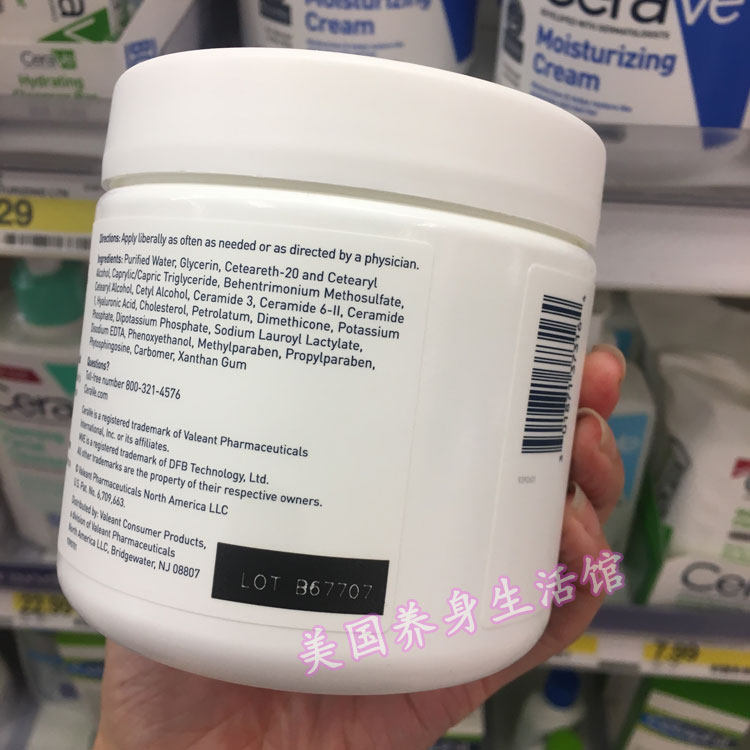 CeraVe
Hydrating
Moisturizing
Cream
CeraVe
DEVELOPED WITH DERMATOLOGISTS
Moisturizing
Cream
29
Directions: Apply liberally as often as needed or as directed by a physician.
Ingredients: Purified Water, Glycerin, Ceteareth-20 and Cetearyl
Alcohol, Caprylic/Capric Triglyceride, Behentrimonium Methosulfate,
Cetearyl Alcohol, Cetyl Alcohol, Ceramide 3, Ceramide 6-II, Ceramide
1, Hyaluronic Acid, Cholesterol, Petrolatum, Dimethicone, Potassium
Phosphate, Dipotassium Phosphate, Sodium Lauroyl Lactylate,
Disodium EDTA, Phenoxyethanol, Methylparaben, Propylparaben,
Phytosphingosine, Carbomer, Xanthan Gum
Questions?
Toll-free number 800-321-4576
CeraVe.com
CeraVe is a registered trademark of Valeant Pharmaceuticals
International, Inc. or its affiliates.
MVE is a registered trademark of DFB Technology, Ltd.
All other trademarks are the property of their respective owners.
© Valeant Pharmaceuticals North America LLC
U.S. Pat. No. 6,709,663.
Distributed by: Valeant Consumer Products,
a division of Valeant Pharmaceuticals
North America LLC, Bridgewater, NJ 08807
LOT B67707
美国养身生活馆
22.99
7.99